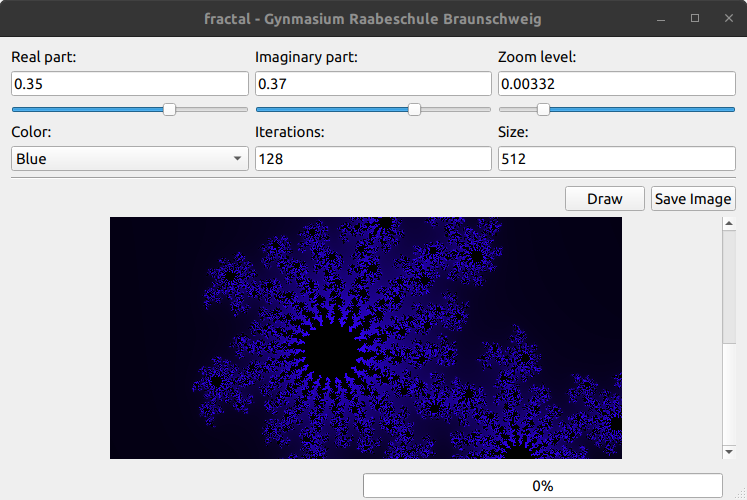 fractal - Gynmasium Raabeschule Braunschweig
Real part: Imaginary part: Zoom level:
0.35 0.37 0.00332
Color: Iterations: Size:
Blue 128 512
Draw Save Image
0%